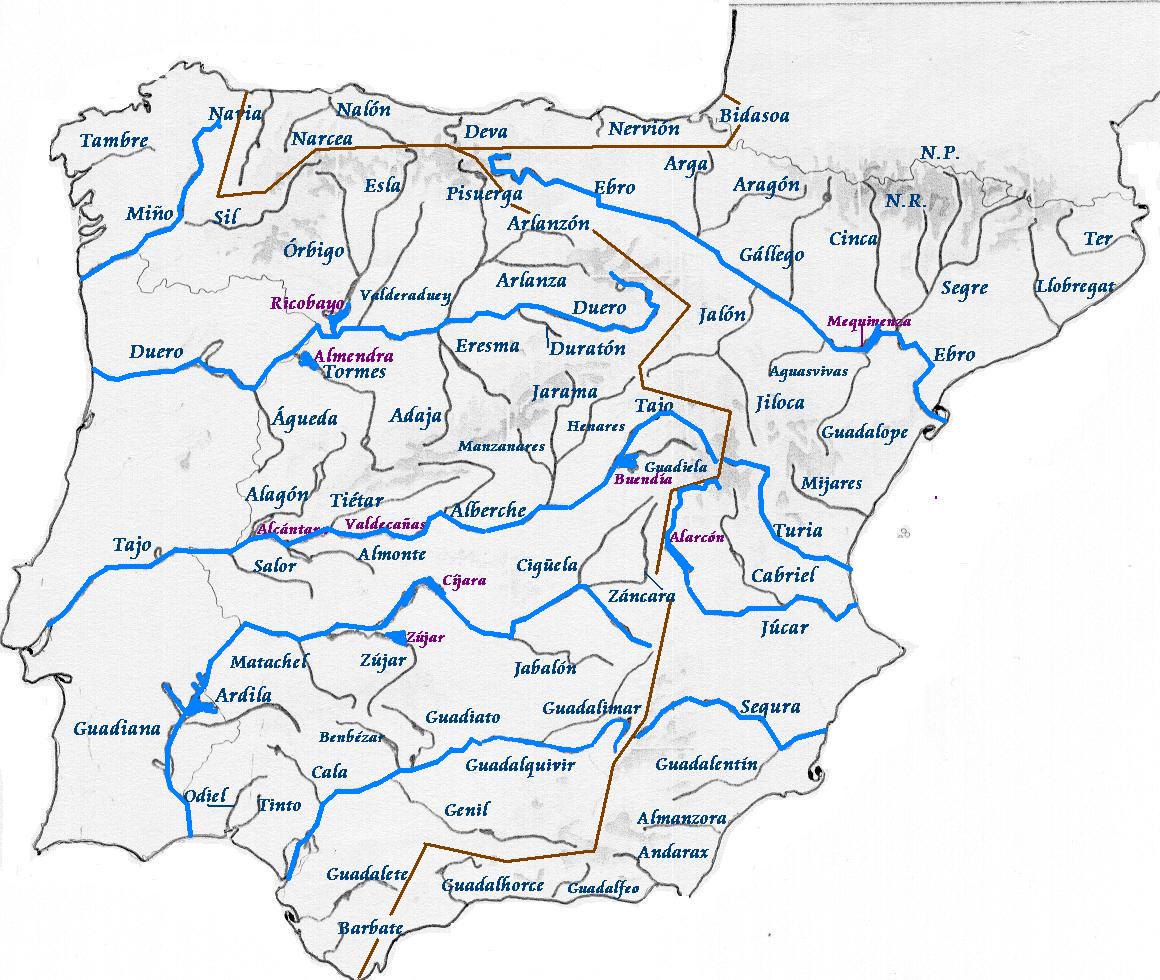 Navia
Nalón
Tambre
Narcea
Deva
Nervión
Bidasoa
Arga
N.P.
Esla
Pisuerga
Ebro
Aragón
N.R.
Miño
Sil
Arlanzón
Órbigo
Gállego
Cinca
Ter
Arlanza
Valderaduey
Ricobayo
Duero
Jalón
Segre
Llobregat
Mequinenza
Duero
Almendra
Tormes
Eresma
Duratón
Aguasvivas
Ebro
Jarama
Tajo
Jiloca
Águeda
Adaja
Henares
Guadalope
Manzanares
Guadiela
Buendía
Mijares
Alagón
Tiétar
Alberche
Alcántar
Valdecañas
Turia
Alarcón
Tajo
Salor
Almonte
Cigüela
Cabriel
Cíjara
Záncara
Júcar
Zújar
Matachel
Zújar
Jabalón
Ardila
Guadalimar
Segura
Guadiana
Guadiato
Benbézar
Guadalquivir
Guadalentín
Cala
Odiel
Tinto
Genil
Almanzora
Andarax
Guadalete
Guadalhorce
Guadalfeo
Barbate